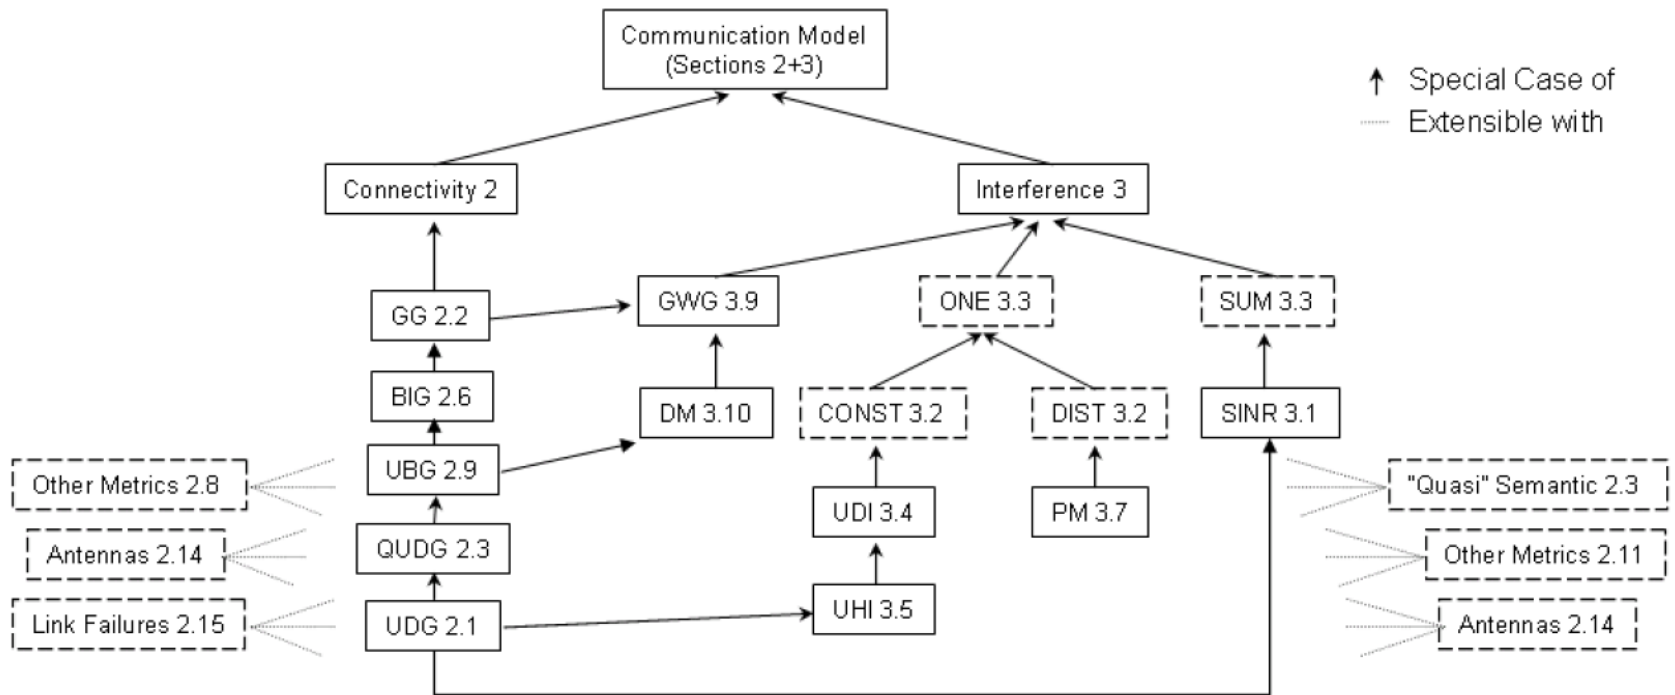 Communication Model
(Sections 2+3)
Special Case of
Extensible with
Connectivity 2
Interference 3
GG 2.2
GWG 3.9
ONE 3.3
SUM 3.3
BIG 2.6
DM 3.10
CONST 3.2
DIST 3.2
SINR 3.1
Other Metrics 2.8
UBG 2.9
UDI 3.4
PM 3.7
"Quasi" Semantic 2.3
Antennas 2.14
QUDG 2.3
Other Metrics 2.11
Link Failures 2.15
UDG 2.1
UHI 3.5
Antennas 2.14